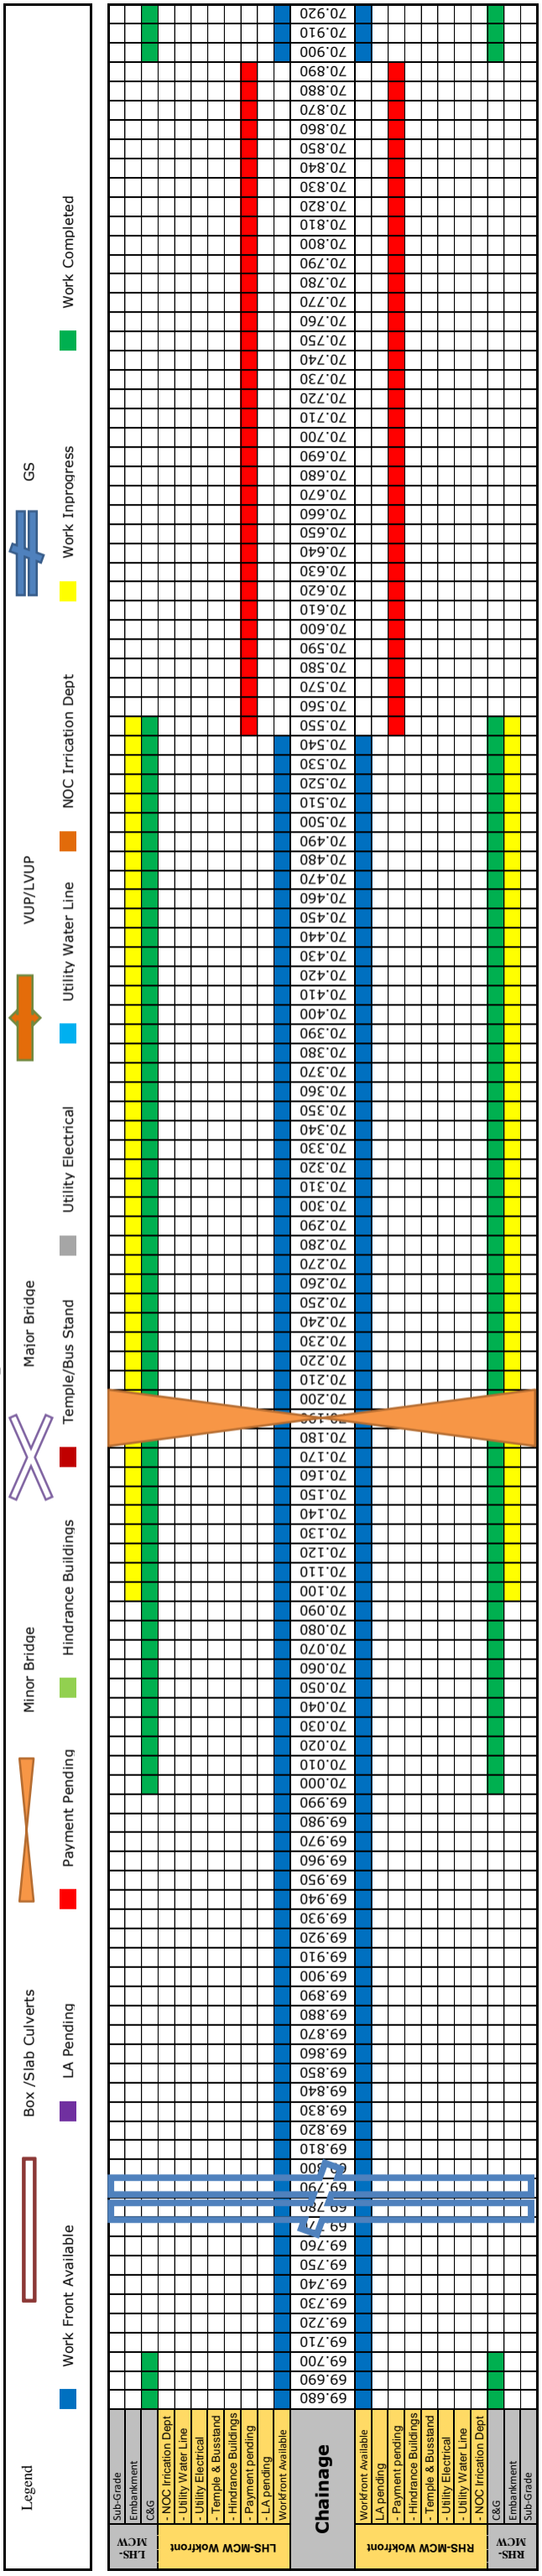 Legend
Box /Slab Culverts
Minor Bridge
Major Bridge
VUP/LVUP
GS
Work Front Available
LA Pending
Payment Pending
Hindrance Buildings
Temple/Bus Stand
Utility Electrical
Utility Water Line
NOC Irrication Dept
Work Inprogress
Work Completed
LHS-
MCW
Sub-Grade
Embankment
C&G
LHS-MCW Wokfront
- NOC Irrication Dept
- Utility Water Line
- Utility Electrical
- Temple & Busstand
- Hindrance Buildings
- Payment pending
- LA pending
Workfront Available
Chainage
69.680
69.690
69.700
69.710
69.720
69.730
69.740
69.750
69.760
69.790
69.810
69.820
69.830
69.840
69.850
69.860
69.870
69.880
69.890
69.900
69.910
69.920
69.930
69.940
69.950
69.960
69.970
69.980
69.990
70.000
70.010
70.020
70.030
70.040
70.050
70.060
70.070
70.080
70.090
70.100
70.110
70.120
70.130
70.140
70.150
70.160
70.170
70.180
70.200
70.210
70.220
70.230
70.240
70.250
70.260
70.270
70.280
70.290
70.300
70.310
70.320
70.330
70.340
70.350
70.360
70.370
70.380
70.390
70.400
70.410
70.420
70.430
70.440
70.450
70.460
70.470
70.480
70.490
70.500
70.510
70.520
70.530
70.540
70.550
70.560
70.570
70.580
70.590
70.600
70.610
70.620
70.630
70.640
70.650
70.660
70.670
70.680
70.690
70.700
70.710
70.720
70.730
70.740
70.750
70.760
70.770
70.780
70.790
70.800
70.810
70.820
70.830
70.840
70.850
70.860
70.870
70.880
70.890
70.900
70.910
70.920
RHS-MCW Wokfront
Workfront Available
LA pending
- Payment pending
- Hindrance Buildings
- Temple & Busstand
- Utility Electrical
- Utility Water Line
- NOC Irrication Dept
RHS-
MCW
C&G
Embankment
Sub-Grade